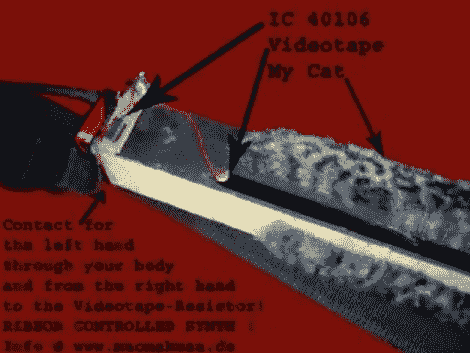 IC 40106
Videotape
My Cat
Contact for
the left hand
through your body
and from the right hand
to the Videotape-Resistor!
RIBBON CONTROLLED SYNTH !
Info @